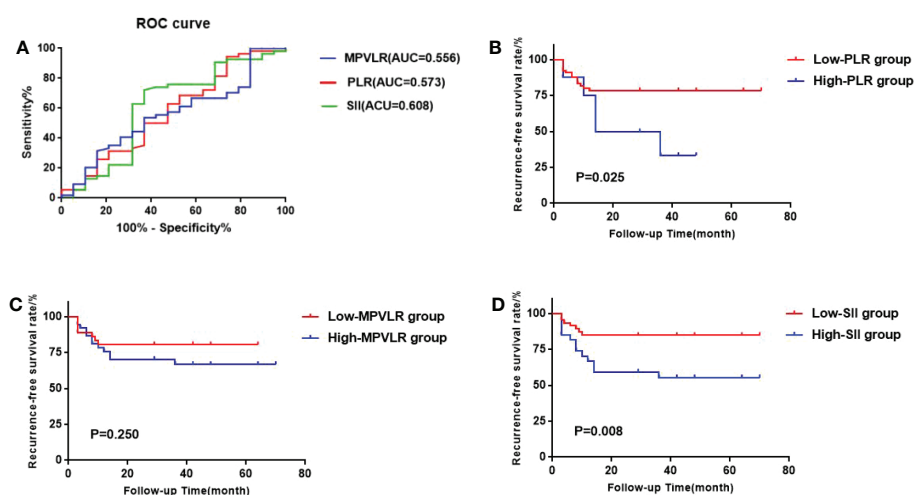 ROC curve
A
100
80
60
40
20
0
Sensitivity%
0 20 40 60 80 100
100% - Specificity%
MPVLR(AUC=0.556)
PLR(AUC=0.573)
SII(ACU=0.608)
B
Recurrence-free survival rate/%
100
75
50
25
0
0 20 40 60 80
Follow-up Time(month)
P=0.025
Low-PLR group
High-PLR group
C
Recurrence-free survival rate/%
100
75
50
25
0
0 20 40 60 80
Follow-up Time(month)
P=0.250
Low-MPVLR group
High-MPVLR group
D
Recurrence-free survival rate/%
100
75
50
25
0
0 20 40 60 80
Follow-up Time(month)
P=0.008
Low-SII group
High-SII group